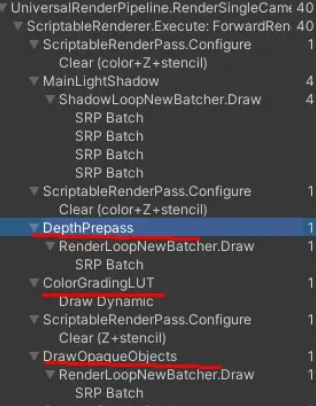 UniversalRenderPipeline.RenderSingleCame 40
ScriptableRenderer.Execute: ForwardRen 40
ScriptableRenderPass.Configure 1
Clear (color+Z+stencil)
MainLightShadow 4
ShadowLoopNewBatcher.Draw 4
SRP Batch
SRP Batch
SRP Batch
SRP Batch
ScriptableRenderPass.Configure 1
Clear (color+Z+stencil)
DepthPrepass 1
RenderLoopNewBatcher.Draw 1
SRP Batch
ColorGradingLUT 1
Draw Dynamic
ScriptableRenderPass.Configure 1
Clear (Z+stencil)
DrawOpaqueObjects 1
RenderLoopNewBatcher.Draw 1
SRP Batch